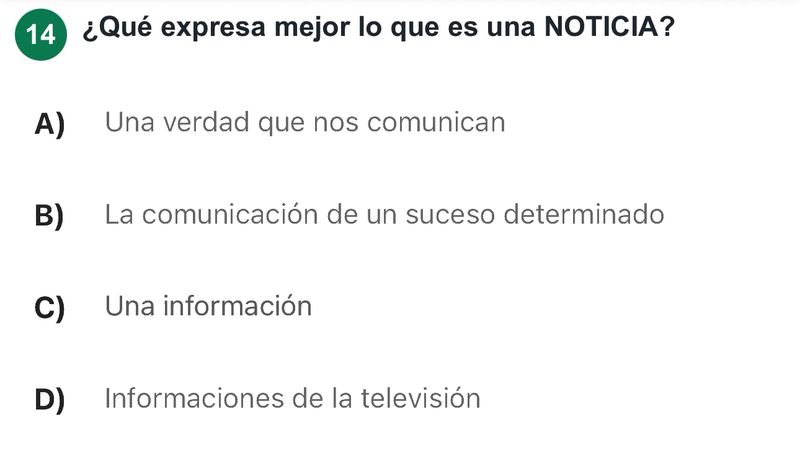 14 ¿Qué expresa mejor lo que es una NOTICIA?
A) Una verdad que nos comunican
B) La comunicación de un suceso determinado
C) Una información
D) Informaciones de la televisión